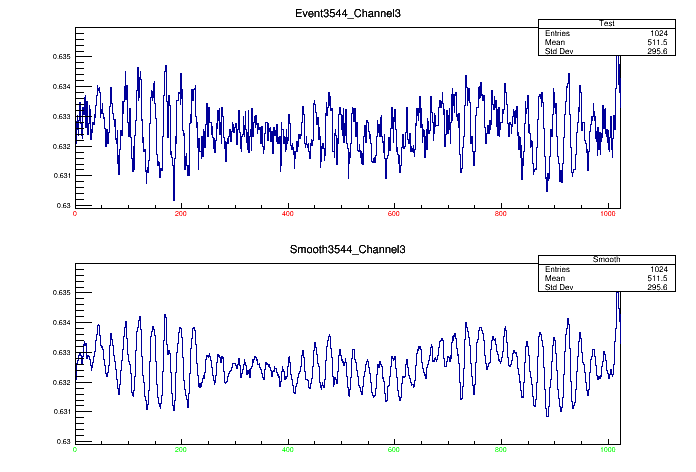 Event3544_Channel3
Test
Entries 1024
Mean 511.5
Std Dev 295.6
0.635
0.634
0.633
0.632
0.631
0.63
0 200 400 600 800 1000
Smooth3544_Channel3
Smooth
Entries 1024
Mean 511.5
Std Dev 295.6
0.635
0.634
0.633
0.632
0.631
0.63
0 200 400 600 800 1000